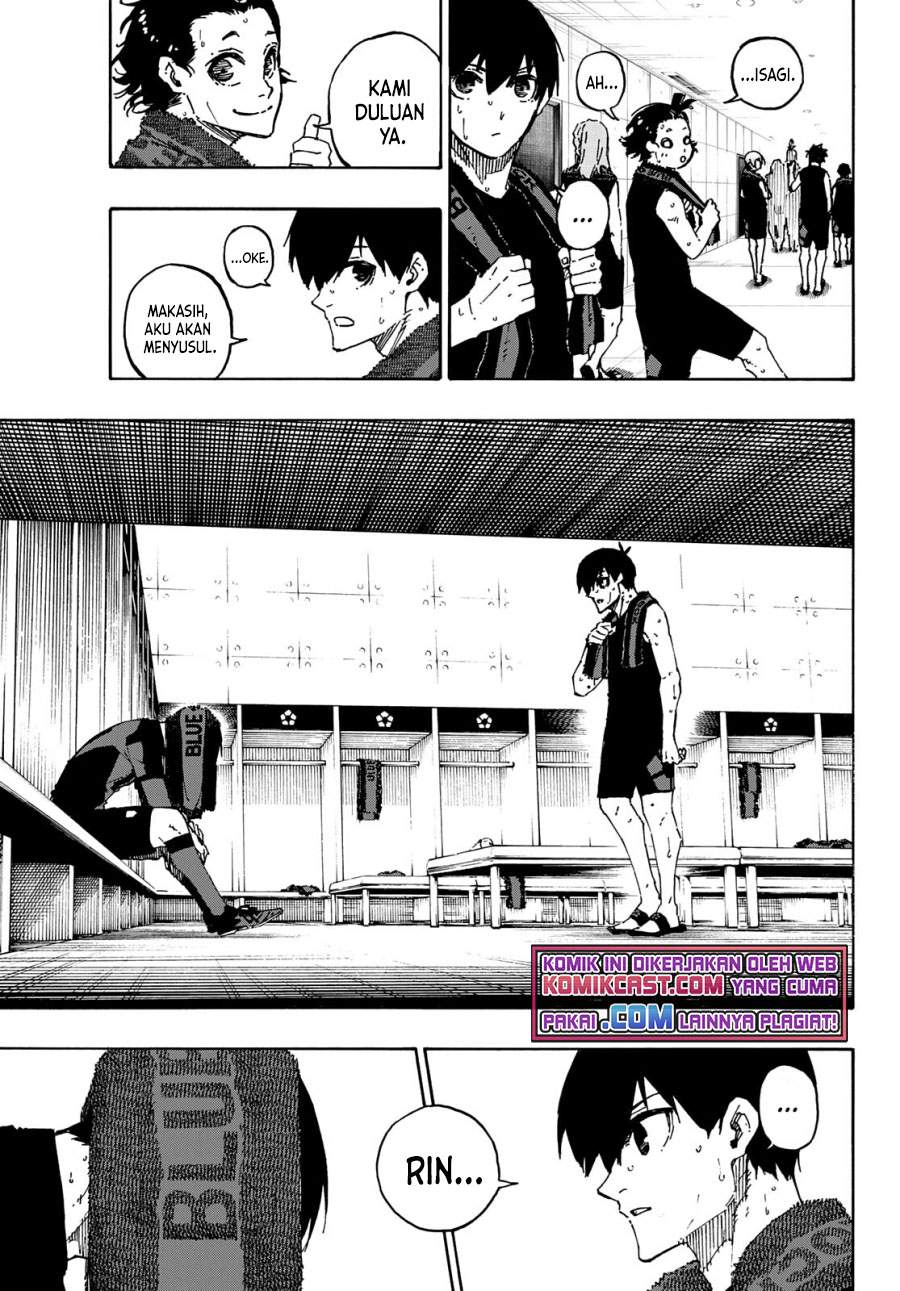 ...ISAGI.
AH...
...
KAMI
DULUAN
YA.
...OKE.
MAKASIH,
AKU AKAN
MENYUSUL.
BLUE
BLUE
KOMIK INI DIKERJAKAN OLEH WEB
KOMIKCAST.COM YANG CUMA
PAKAI .COM LAINNYA PLAGIAT!
...
RIN...
BLUE